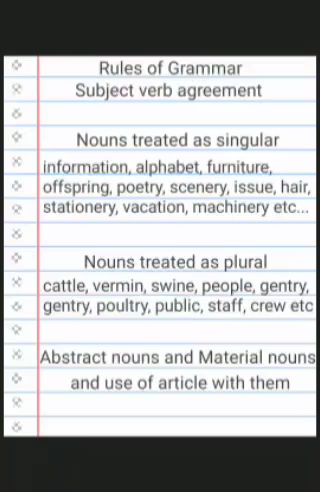 Rules of Grammar
Subject verb agreement
Nouns treated as singular
information, alphabet, furniture,
offspring, poetry, scenery, issue, hair,
stationery, vacation, machinery etc...
Nouns treated as plural
cattle, vermin, swine, people, gentry,
gentry, poultry, public, staff, crew etc
Abstract nouns and Material nouns
and use of article with them